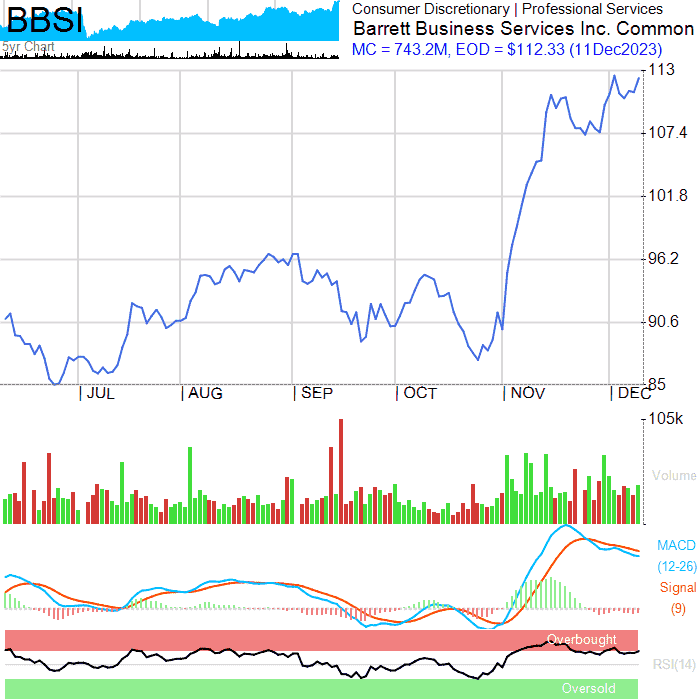 BBSI
5yr Chart
Consumer Discretionary | Professional Services
Barrett Business Services Inc. Common
MC = 743.2M, EOD = $112.33 (11Dec2023)
113
107.4
101.8
96.2
90.6
85
JUL AUG SEP OCT NOV DEC
105k
Volume
MACD
(12-26)
Signal
(9)
Overbought
RSI(14)
Oversold